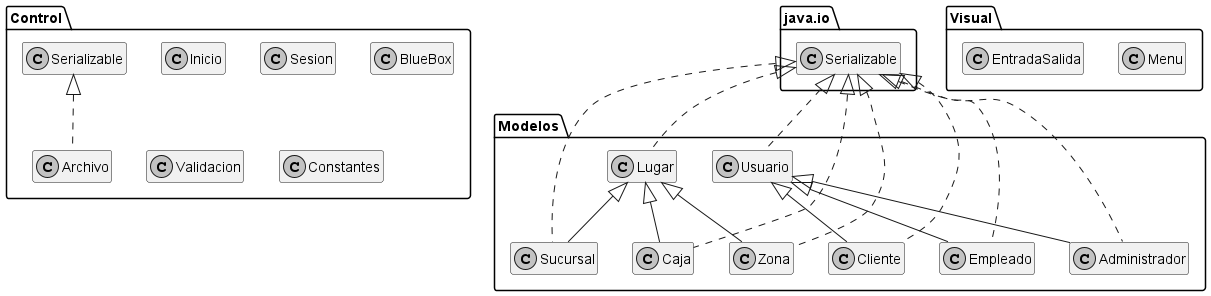 Control
C Serializable
C Inicio
C Sesion
C BlueBox
C Archivo
C Validacion
C Constantes
java.io
C Serializable
Visual
C EntradaSalida
C Menu
Modelos
C Lugar
C Usuario
C Sucursal
C Caja
C Zona
C Cliente
C Empleado
C Administrador